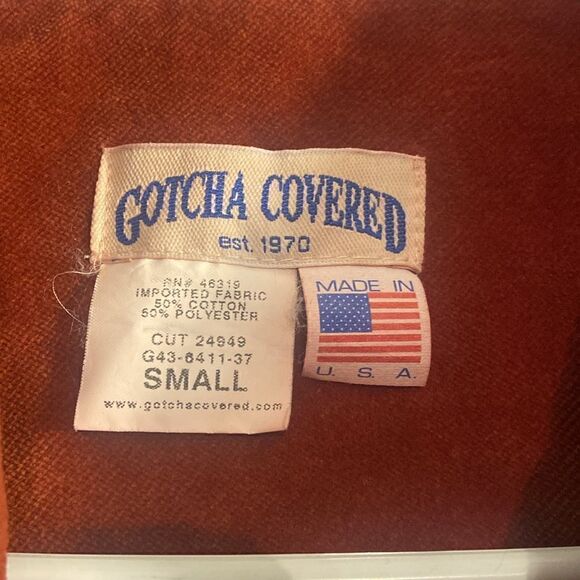 GOTCHA COVERED
est. 1970
RN# 46319
IMPORTED FABRIC
50% COTTON
50% POLYESTER
CUT 24949
G43-6411-37
SMALL
www.gotchacovered.com
MADE IN
U. S. A.